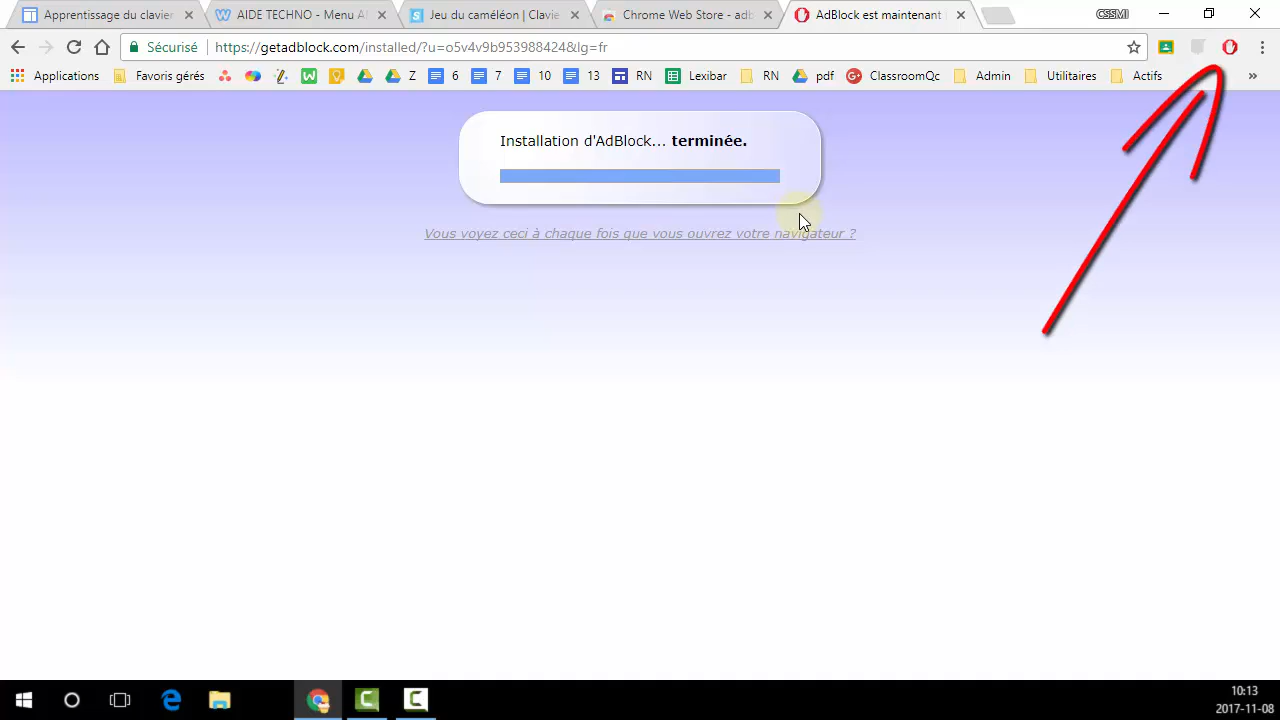 Apprentissage du clavier
AIDE TECHNO - Menu A
Jeu du caméléon | Clavie
Chrome Web Store - adb
AdBlock est maintenant
CSSMI
Sécurisé
https://getadblock.com/installed/?u=o5v4v9b953988424&lg=fr
Applications
Favoris gérés
Z
6
7
10
13
RN
Lexibar
RN
pdf
ClassroomQc
Admin
Utilitaires
Actifs
»
Installation d'AdBlock... terminée.
Vous voyez ceci à chaque fois que vous ouvrez votre navigateur ?
10:13
2017-11-08